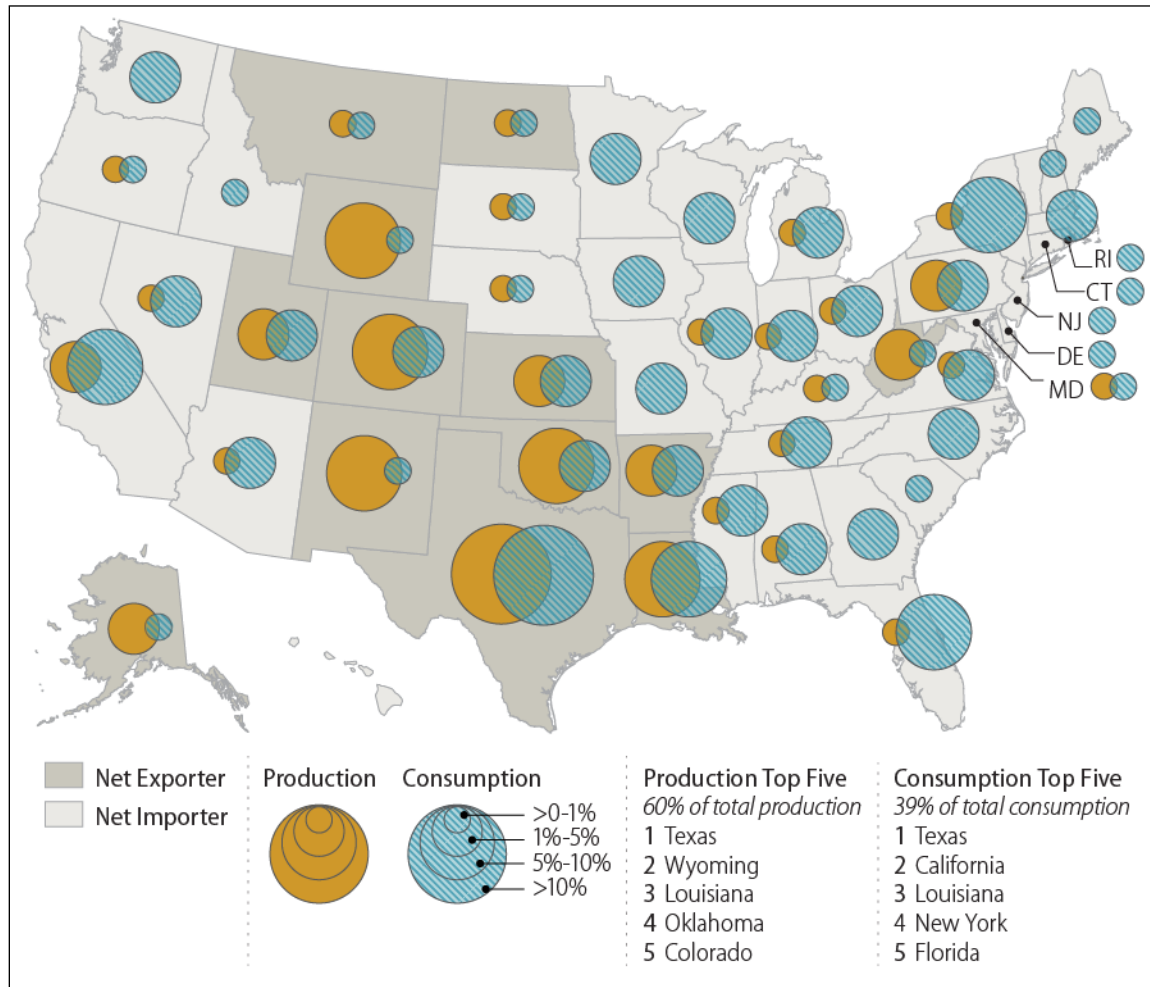 RI
CT
NJ
DE
MD
Net Exporter
Net Importer
Production
Consumption
>0-1%
1%-5%
5%-10%
>10%
Production Top Five
60% of total production
1 Texas
2 Wyoming
3 Louisiana
4 Oklahoma
5 Colorado
Consumption Top Five
39% of total consumption
1 Texas
2 California
3 Louisiana
4 New York
5 Florida